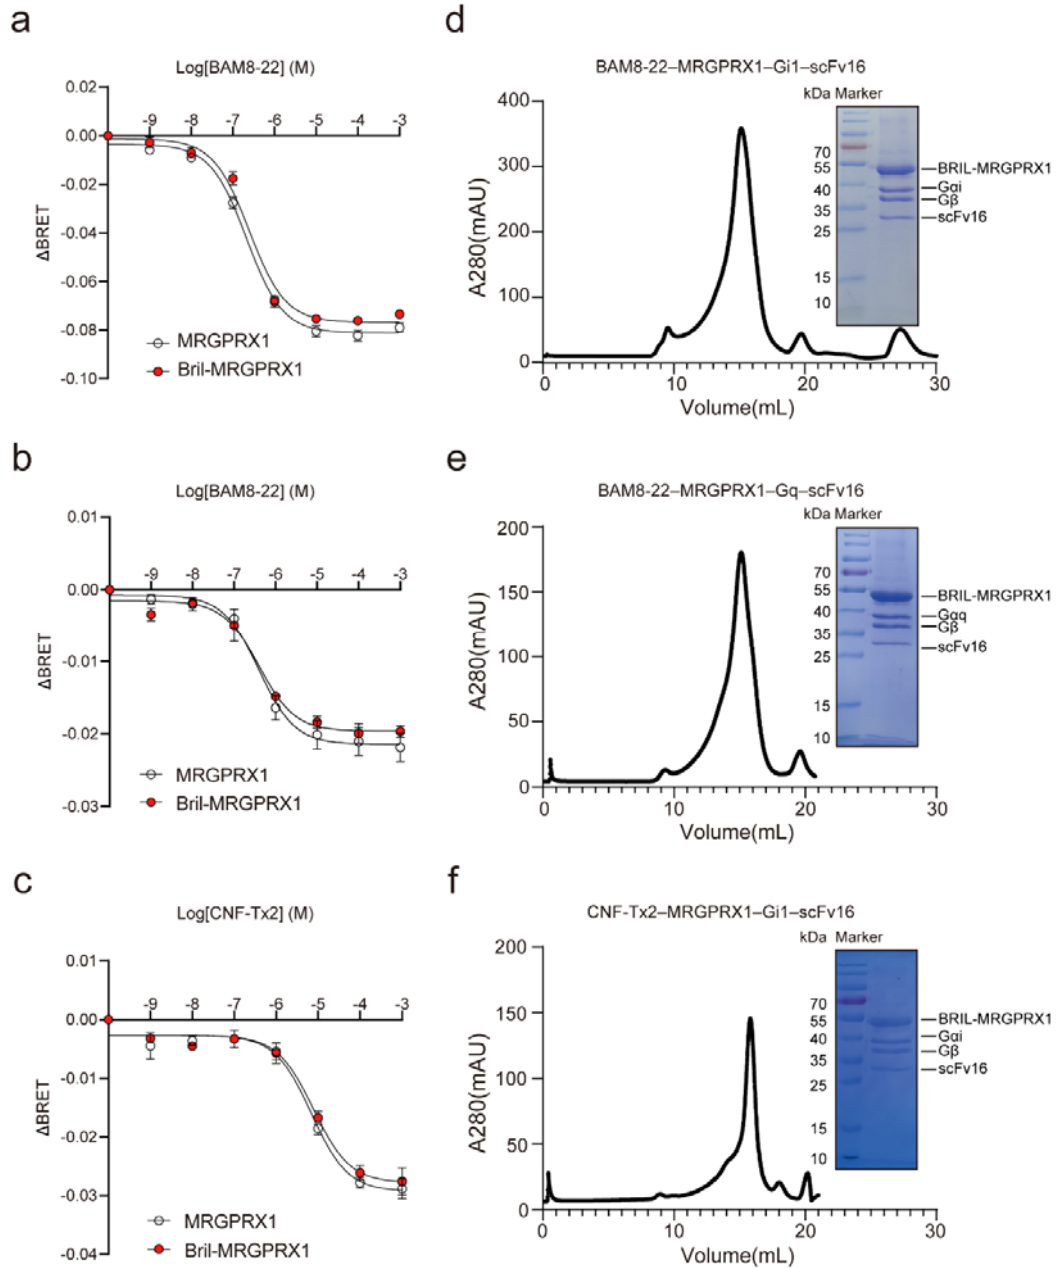 a
Log[BAM8-22] (M)
0.02
-9 -8 -7 -6 -5 -4 -3
0.00
-0.02
-0.04
-0.06
-0.08
-0.10
ΔBRET
MRGPRX1
Bril-MRGPRX1
d
BAM8-22–MRGPRX1–Gi1–scFv16
kDa Marker
400
300
200
100
0
A280(mAU)
0 10 20 30
Volume(mL)
70
55
40
35
25
15
10
BRIL-MRGPRX1
Gαi
Gβ
scFv16
b
Log[BAM8-22] (M)
0.01
-9 -8 -7 -6 -5 -4 -3
0.00
-0.01
-0.02
-0.03
ΔBRET
MRGPRX1
Bril-MRGPRX1
e
BAM8-22–MRGPRX1–Gq–scFv16
kDa Marker
200
150
100
50
0
A280(mAU)
0 10 20 30
Volume(mL)
70
55
40
35
25
15
10
BRIL-MRGPRX1
Gαq
Gβ
scFv16
c
Log[CNF-Tx2] (M)
0.01
-9 -8 -7 -6 -5 -4 -3
0.00
-0.01
-0.02
-0.03
-0.04
ΔBRET
MRGPRX1
Bril-MRGPRX1
f
CNF-Tx2–MRGPRX1–Gi1–scFv16
kDa Marker
200
150
100
50
0
A280(mAU)
0 10 20 30
Volume(mL)
70
55
40
35
25
15
10
BRIL-MRGPRX1
Gαi
Gβ
scFv16